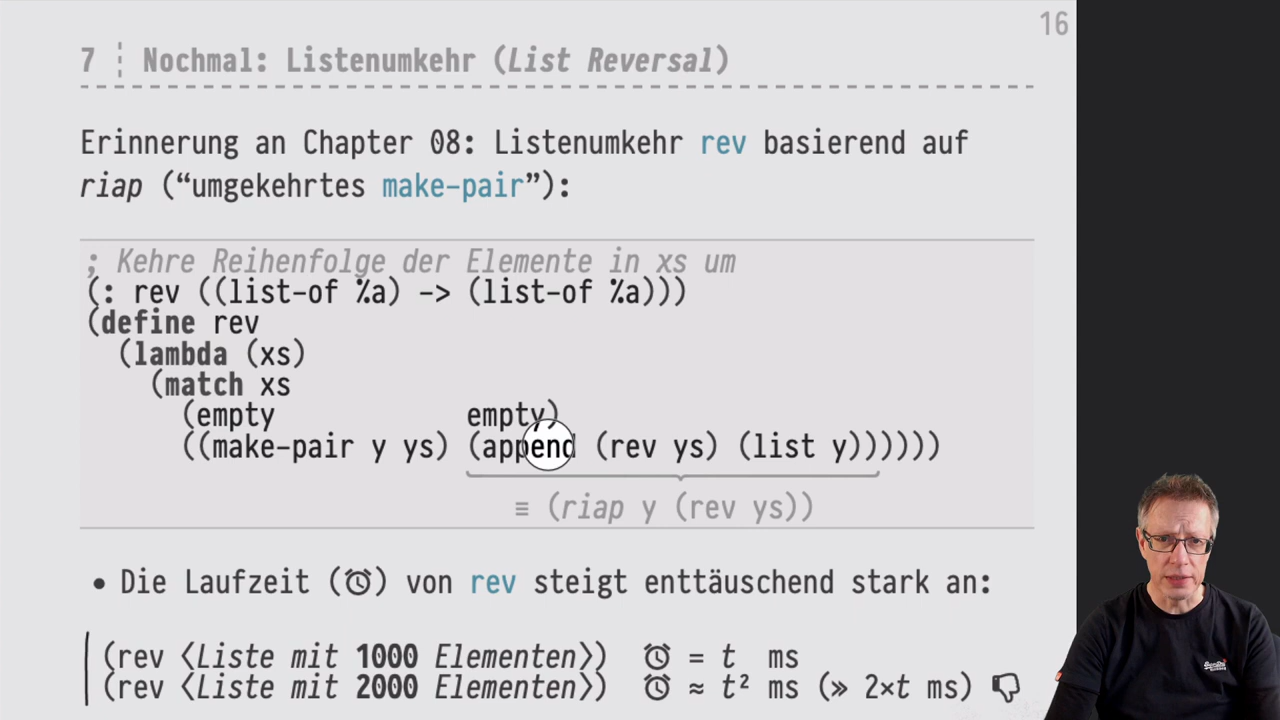 16
7 ┊ Nochmal: Listenumkehr (List Reversal)
Erinnerung an Chapter 08: Listenumkehr rev basierend auf
riap (“umgekehrtes make-pair”):
; Kehre Reihenfolge der Elemente in xs um
(: rev ((list-of %a) -> (list-of %a)))
(define rev
(lambda (xs)
(match xs
(empty empty)
((make-pair y ys) (append (rev ys) (list y))))))
≡ (riap y (rev ys))
• Die Laufzeit (⏰) von rev steigt enttäuschend stark an:
(rev ⟨Liste mit 1000 Elementen⟩) ⏰ = t ms
(rev ⟨Liste mit 2000 Elementen⟩) ⏰ ≈ t² ms (» 2×t ms) 👎